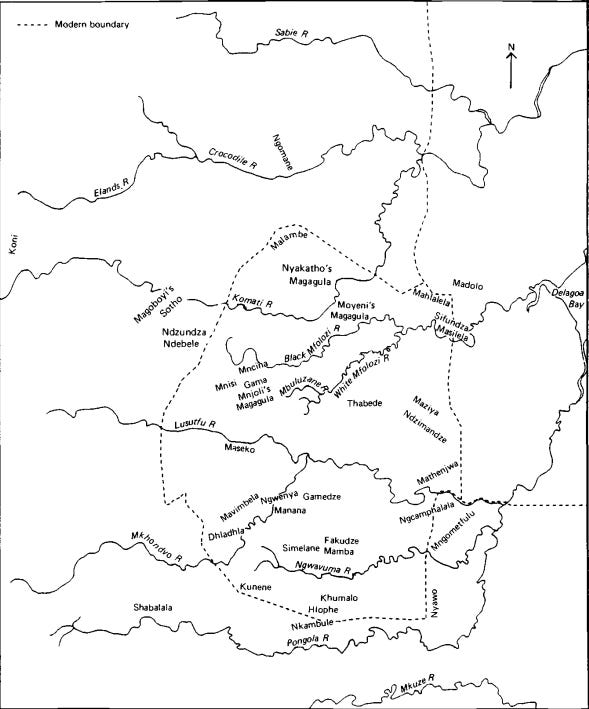 Modern boundary
Sabie R
N
Ngomane
Crocodile R
Elands R
Koni
Malambe
Nyakatho's
Magagula
Madolo
Mahlalela
Delagoa
Bay
Magoboyi's
Sotho
Komati R
Moyeni's
Magagula
Sifundza
Masilela
Ndzundza
Ndebele
Black Mfolozi R
Mnciha
White Mfolozi R
Mnisi
Gama
Mnjoli's
Magagula
Mbuluzane R
Thabede
Maziya
Ndzimandze
Lusutfu R
Maseko
Mathenjwa
Mavimbela
Ngwenya
Gamedze
Manana
Ngcamphalala
Mngometfulu
Dhladhla
Mkhondvo R
Fakudze
Simelane
Mamba
Ngwavuma R
Kunene
Khumalo
Hlophe
Nyawo
Shabalala
Nkambule
Pongola R
Mkuze R